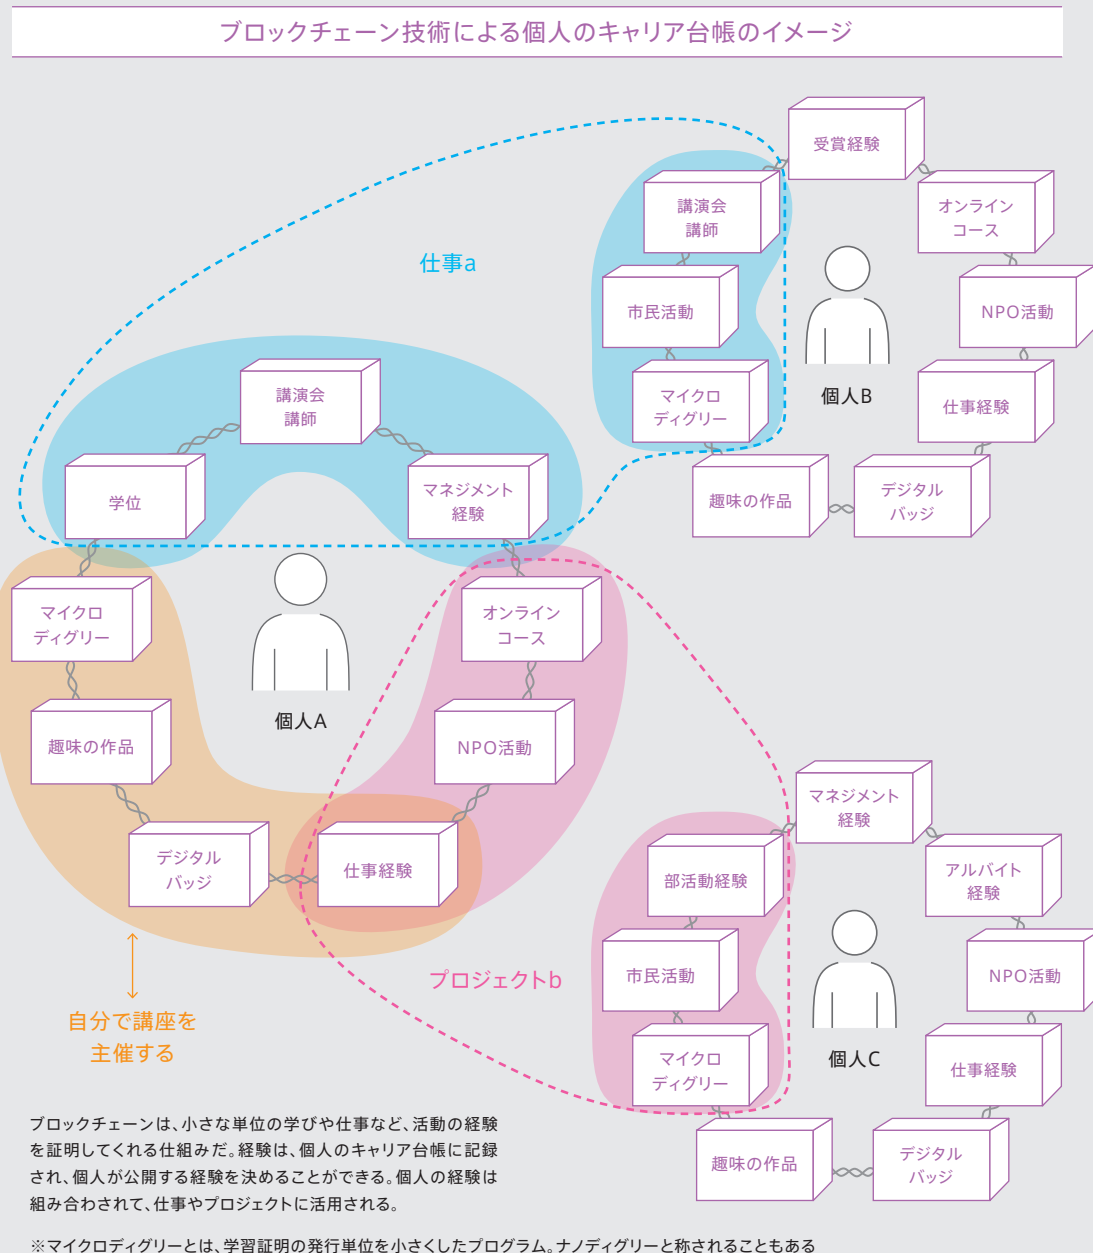 ブロックチェーン技術による個人のキャリア台帳のイメージ
受賞経験
講演会
講師
オンライン
コース
仕事a
市民活動
NPO活動
マイクロ
ディグリー
個人B
仕事経験
趣味の作品
デジタル
バッジ
講演会
講師
学位
マネジメント
経験
マイクロ
ディグリー
オンライン
コース
個人A
趣味の作品
NPO活動
デジタル
バッジ
仕事経験
自分で講座を
主催する
プロジェクトb
マネジメント
経験
部活動経験
アルバイト
経験
市民活動
NPO活動
マイクロ
ディグリー
個人C
仕事経験
趣味の作品
デジタル
バッジ
ブロックチェーンは、小さな単位の学びや仕事など、活動の経験
を証明してくれる仕組みだ。経験は、個人のキャリア台帳に記録
され、個人が公開する経験を決めることができる。個人の経験は
組み合わされて、仕事やプロジェクトに活用される。
※マイクロディグリーとは、学習証明の発行単位を小さくしたプログラム。ナノディグリーと称されることもある